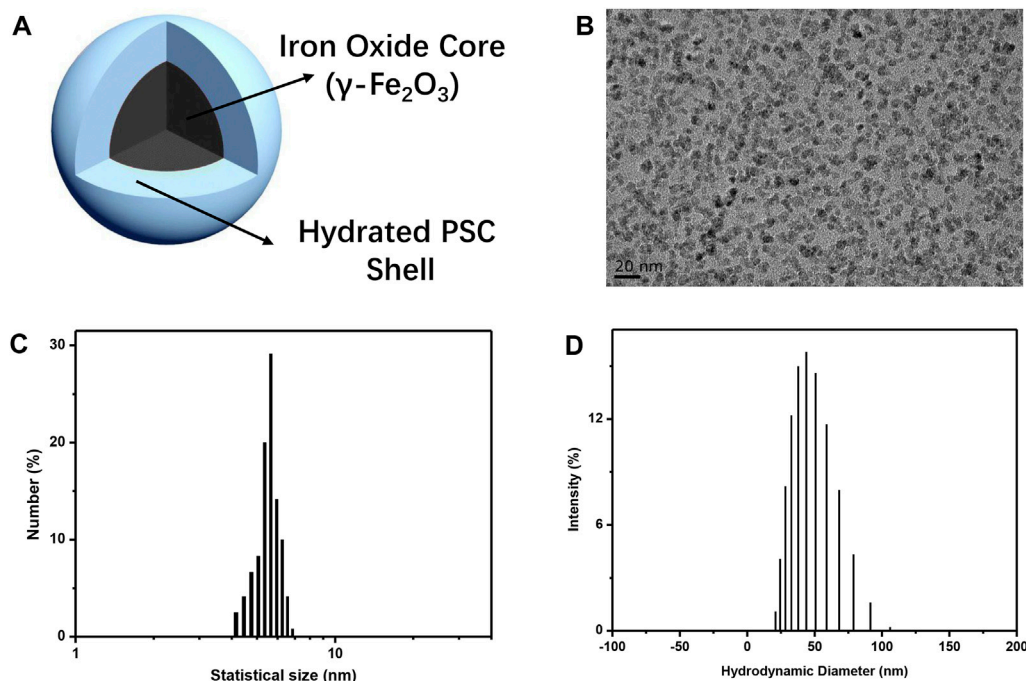 A
Iron Oxide Core
(γ-Fe₂O₃)
Hydrated PSC
Shell
B
20 nm
C
30
20
10
0
1
10
Number (%)
Statistical size (nm)
D
12
6
0
-100
-50
0
50
100
150
200
Intensity (%)
Hydrodynamic Diameter (nm)